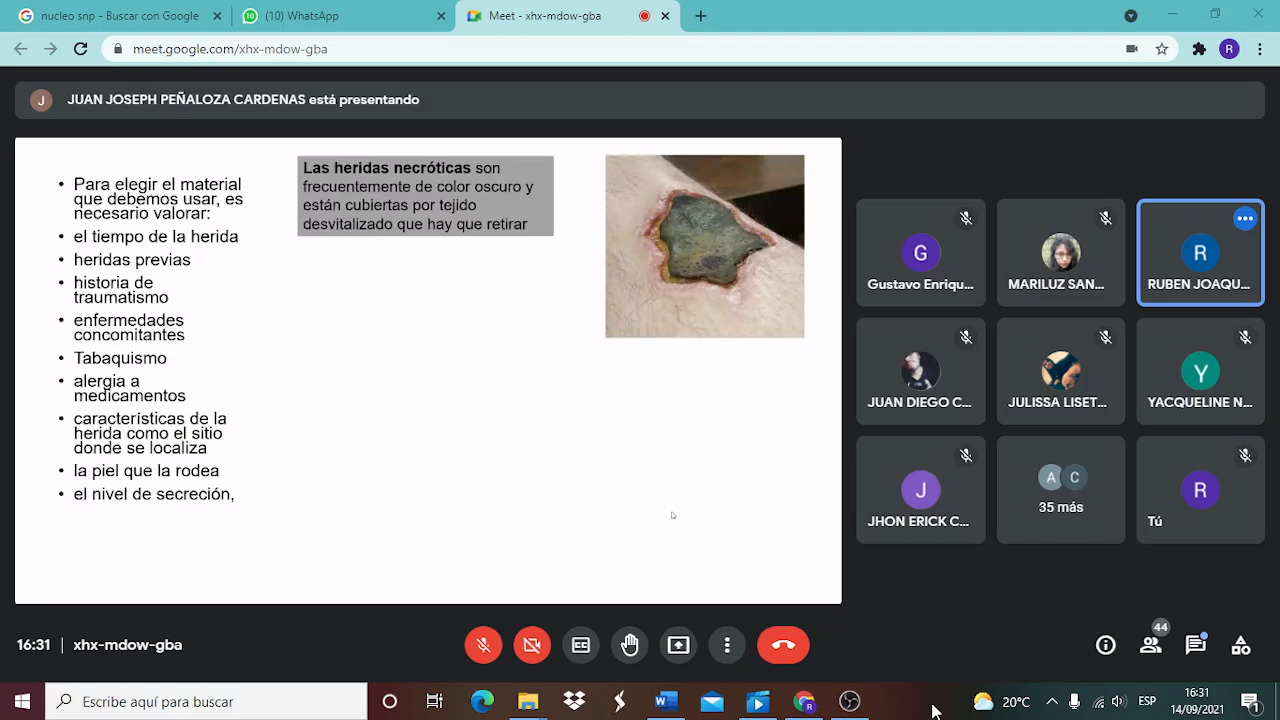 nucleo snp - Buscar con Google
(10) WhatsApp
Meet - xhx-mdow-gba
meet.google.com/xhx-mdow-gba
R
J
JUAN JOSEPH PEÑALOZA CARDENAS está presentando
• Para elegir el material
que debemos usar, es
necesario valorar:
• el tiempo de la herida
• heridas previas
• historia de
traumatismo
• enfermedades
concomitantes
• Tabaquismo
• alergia a
medicamentos
• características de la
herida como el sitio
donde se localiza
• la piel que la rodea
• el nivel de secreción,
Las heridas necróticas son
frecuentemente de color oscuro y
están cubiertas por tejido
desvitalizado que hay que retirar
G
Gustavo Enriqu...
MARILUZ SAN...
R
RUBEN JOAQU...
JUAN DIEGO C...
JULISSA LISET...
Y
YACQUELINE N...
J
JHON ERICK C...
A C
35 más
R
Tú
16:31 | xhx-mdow-gba
44
Escribe aquí para buscar
20°C
ESP
16:31
14/09/2021
1